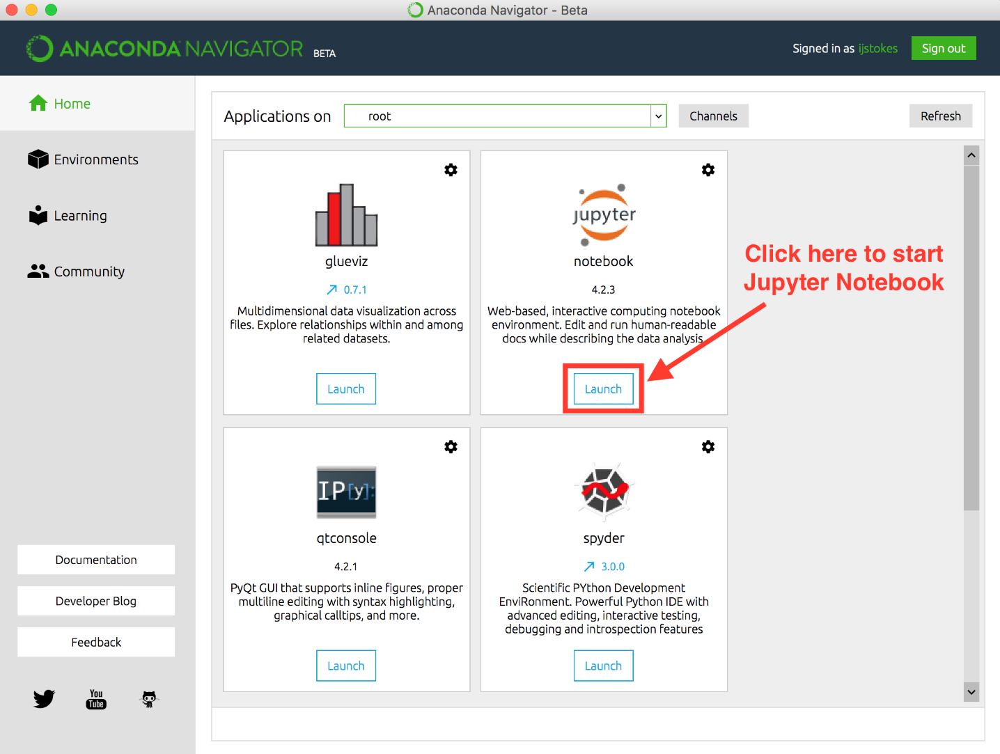 Anaconda Navigator - Beta
ANACONDA NAVIGATOR BETA
Signed in as ijstokes
Sign out
Home
Environments
Learning
Community
Documentation
Developer Blog
Feedback
You
Tube
Applications on
root
Channels
Refresh
glueviz
0.7.1
Multidimensional data visualization across
files. Explore relationships within and among
related datasets.
Launch
jupyter
notebook
4.2.3
Web-based, interactive computing notebook
environment. Edit and run human-readable
docs while describing the data analysis.
Launch
Click here to start
Jupyter Notebook
IP[y]:
qtconsole
4.2.1
PyQt GUI that supports inline figures, proper
multiline editing with syntax highlighting,
graphical calltips, and more.
Launch
spyder
3.0.0
Scientific PYthon Development
EnviRonment. Powerful Python IDE with
advanced editing, interactive testing,
debugging and introspection features
Launch